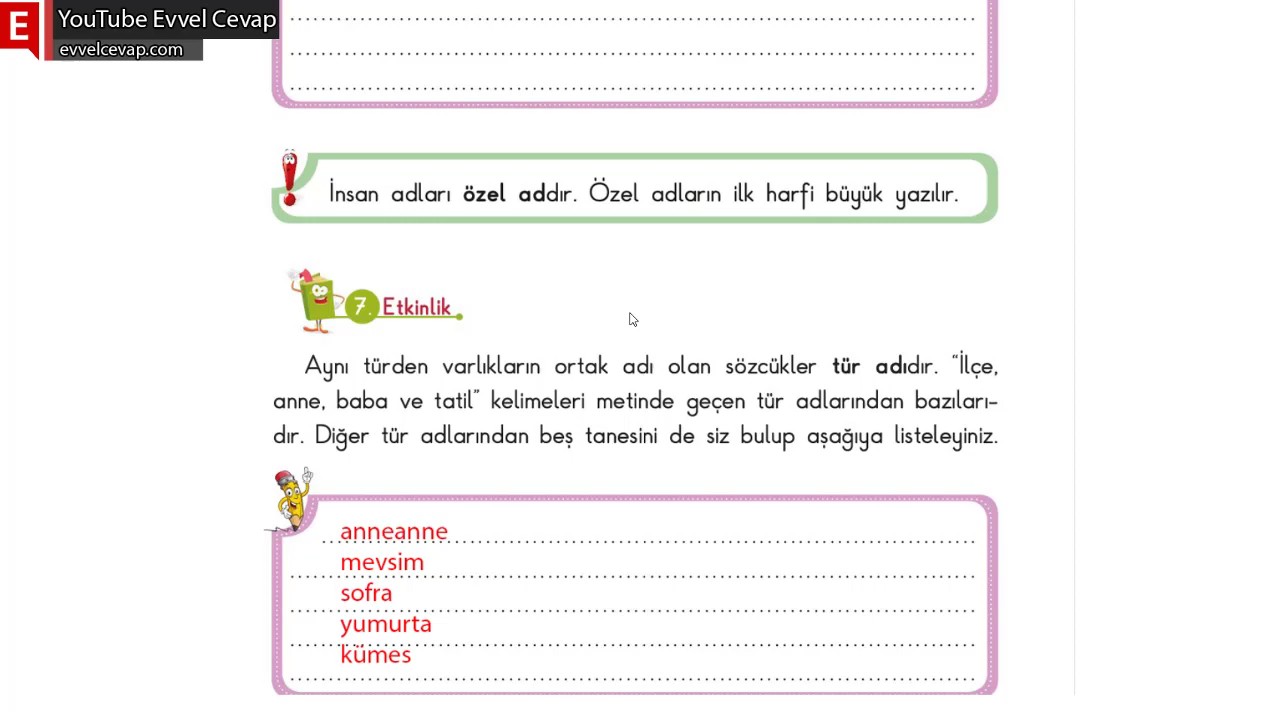 E
YouTube Evvel Cevap
evvelcevap.com
İnsan adları özel addır. Özel adların ilk harfi büyük yazılır.
7. Etkinlik
Aynı türden varlıkların ortak adı olan sözcükler tür adıdır. “İlçe,
anne, baba ve tatil” kelimeleri metinde geçen tür adlarından bazıları-
dır. Diğer tür adlarından beş tanesini de siz bulup aşağıya listeleyiniz.
anneanne
mevsim
sofra
yumurta
kümes